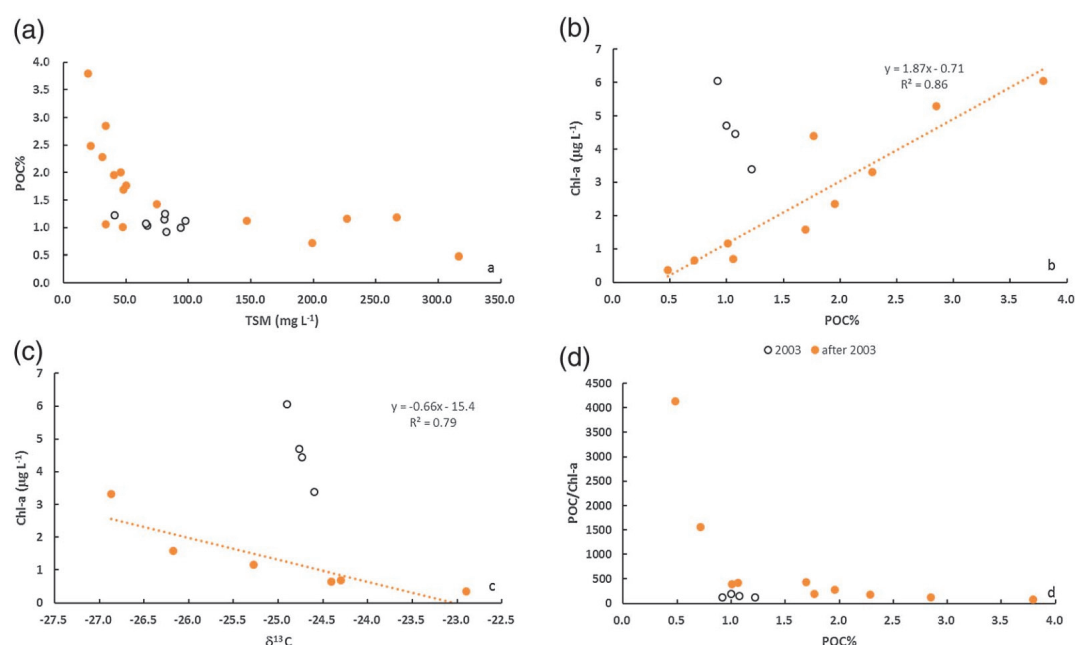 (a)
4.0
3.5
3.0
2.5
2.0
1.5
1.0
0.5
0.0
POC%
0.0 50.0 100.0 150.0 200.0 250.0 300.0 350.0
TSM (mg L⁻¹)
a
(b)
7
6
5
4
3
2
1
0
Chl-a (µg L⁻¹)
y = 1.87x - 0.71
R² = 0.86
0.0 0.5 1.0 1.5 2.0 2.5 3.0 3.5 4.0
POC%
b
2003 after 2003
(c)
7
6
5
4
3
2
1
0
Chl-a (µg L⁻¹)
y = -0.66x - 15.4
R² = 0.79
-27.5 -27.0 -26.5 -26.0 -25.5 -25.0 -24.5 -24.0 -23.5 -23.0 -22.5
δ¹³C
c
(d)
4500
4000
3500
3000
2500
2000
1500
1000
500
0
POC/Chl-a
0.0 0.5 1.0 1.5 2.0 2.5 3.0 3.5 4.0
POC%
d